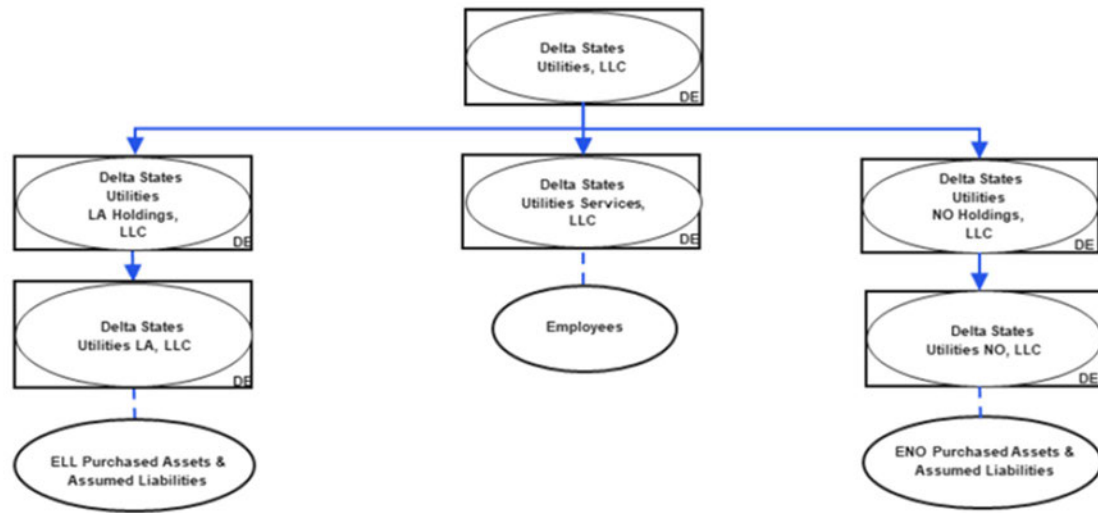 Delta States
Utilities, LLC
DE
Delta States
Utilities
LA Holdings,
LLC
DE
Delta States
Utilities Services,
LLC
DE
Delta States
Utilities
NO Holdings,
LLC
DE
Delta States
Utilities LA, LLC
DE
Employees
Delta States
Utilities NO, LLC
DE
ELL Purchased Assets &
Assumed Liabilities
ENO Purchased Assets &
Assumed Liabilities